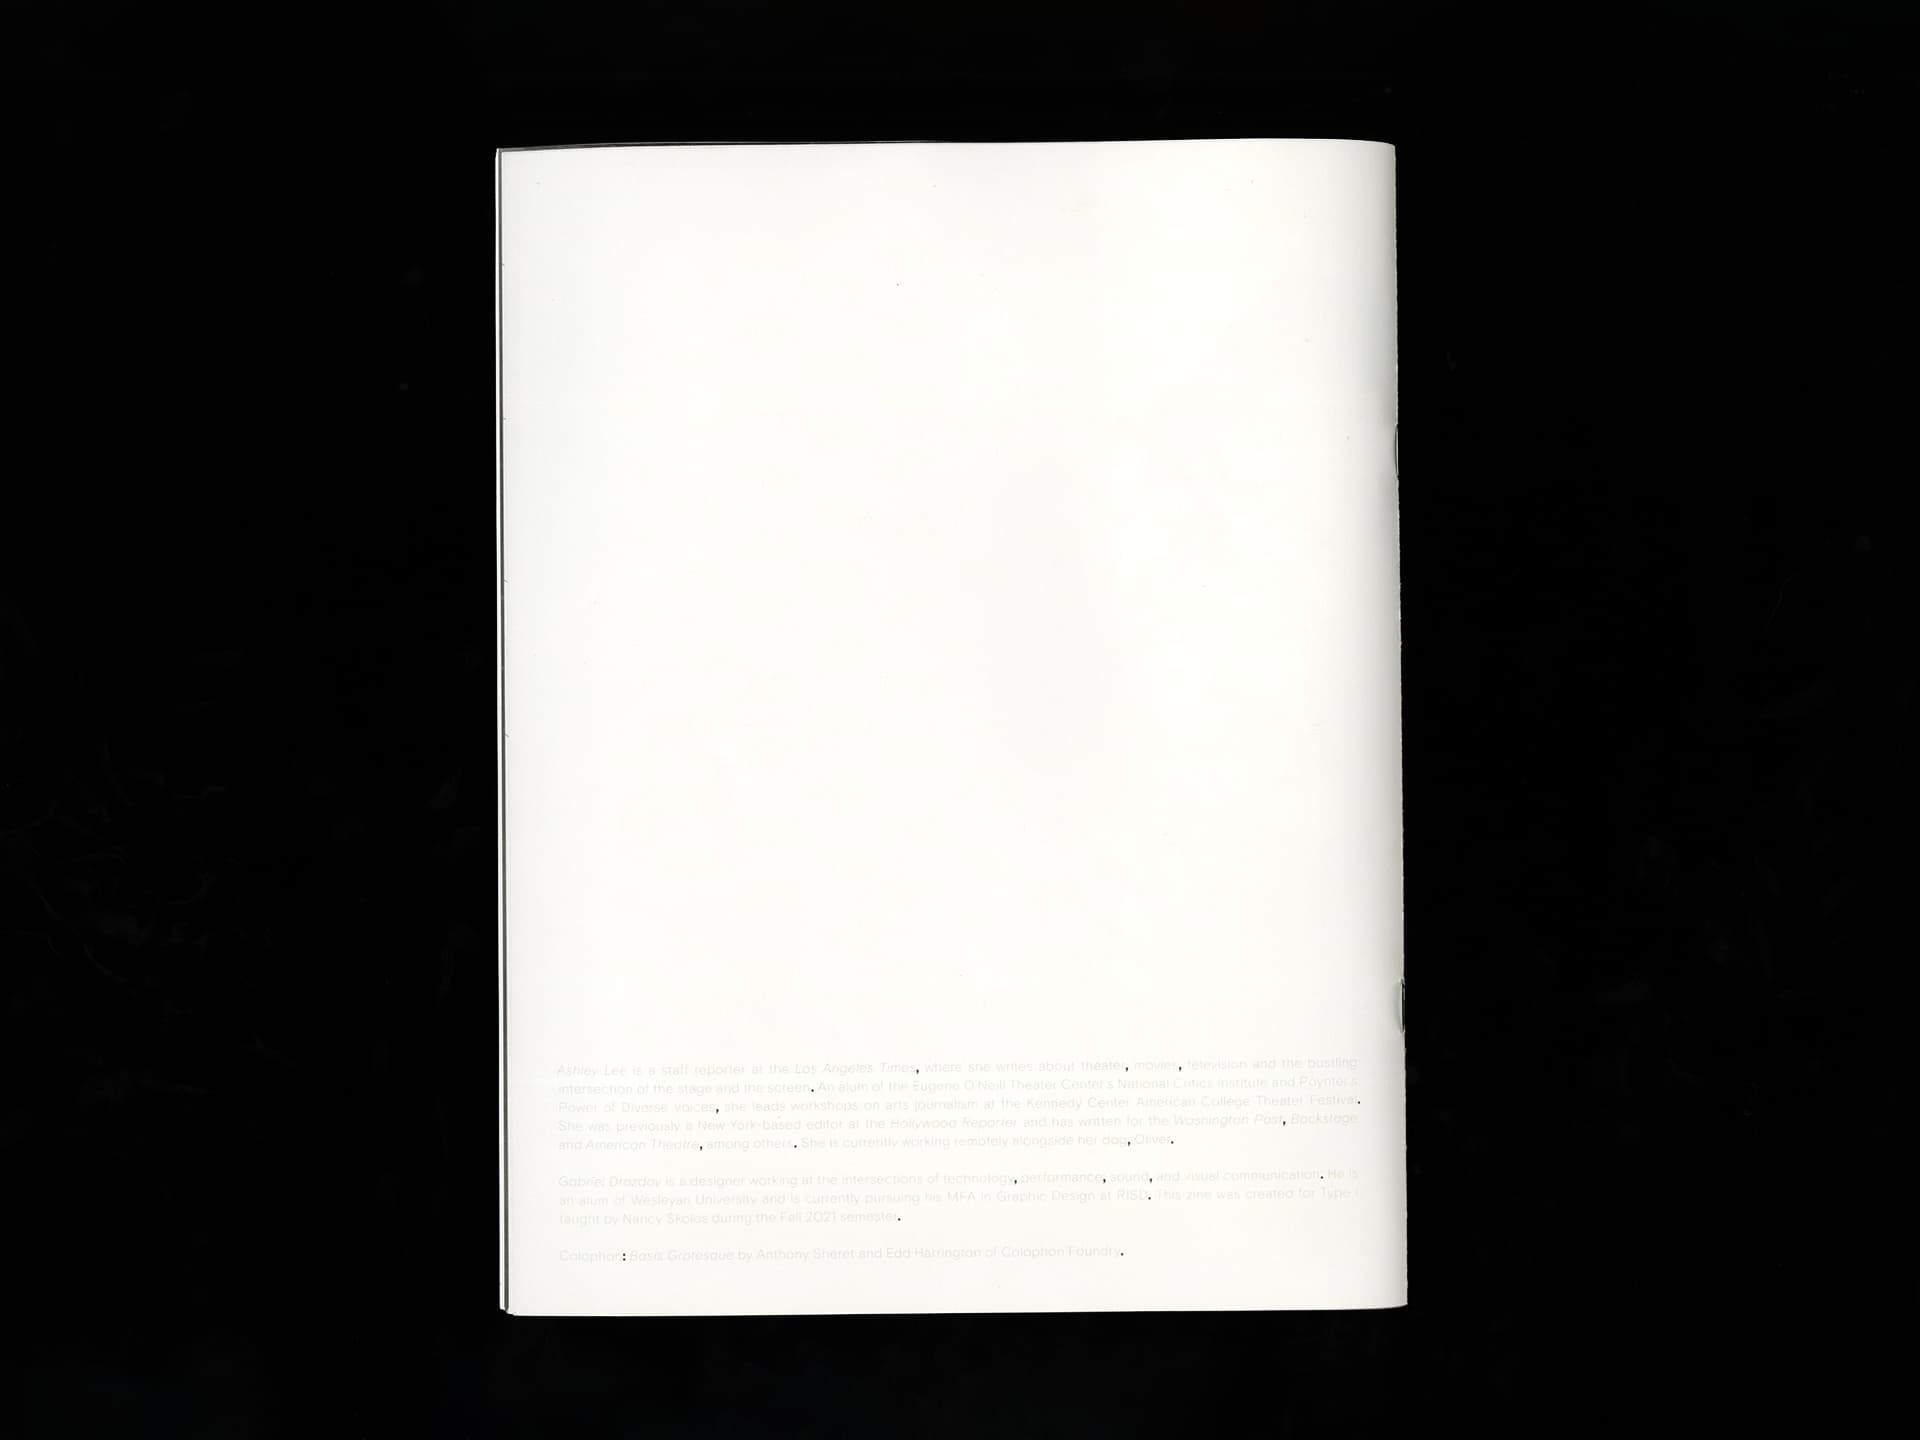 Ashley Lee is a staff reporter at the Los Angeles Times, where she writes about theater, movies, television and the bustling
intersection of the stage and the screen. An alum of the Eugene O'Neill Theater Center's National Critics Institute and Poynter's
Power of Diverse Voices, she leads workshops on arts journalism at the Kennedy Center American College Theater Festival.
She was previously a New York-based editor at the Hollywood Reporter and has written for the Washington Post, Backstage
and American Theatre, among others. She is currently working remotely alongside her dog, Oliver.
Gabriel Drozdov is a designer working at the intersections of technology, performance, sound, and visual communication. He is
an alum of Wesleyan University and is currently pursuing his MFA in Graphic Design at RISD. This zine was created for Type I
taught by Nancy Skolos during the Fall 2021 semester.
Colophon: Basis Grotesque by Anthony Sheret and Edd Harrington of Colophon Foundry.